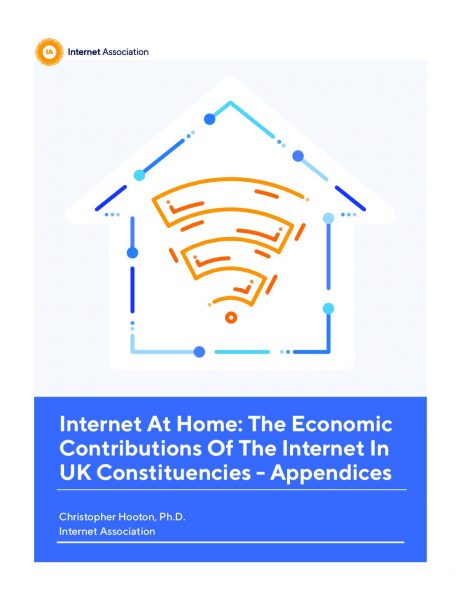 IA Internet Association
Internet At Home: The Economic
Contributions Of The Internet In
UK Constituencies - Appendices
Christopher Hooton, Ph.D.
Internet Association